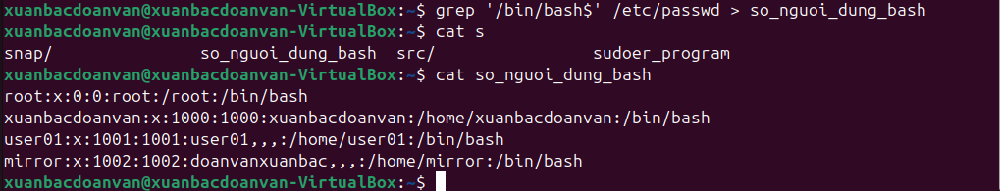 xuanbacdoanvan@xuanbacdoanvan-VirtualBox:~$ grep '/bin/bash$' /etc/passwd > so_nguoi_dung_bash
xuanbacdoanvan@xuanbacdoanvan-VirtualBox:~$ cat s
snap/               so_nguoi_dung_bash  src/                sudoer_program
xuanbacdoanvan@xuanbacdoanvan-VirtualBox:~$ cat so_nguoi_dung_bash
root:x:0:0:root:/root:/bin/bash
xuanbacdoanvan:x:1000:1000:xuanbacdoanvan:/home/xuanbacdoanvan:/bin/bash
user01:x:1001:1001:user01,,,:/home/user01:/bin/bash
mirror:x:1002:1002:doanvanxuanbac,,,:/home/mirror:/bin/bash
xuanbacdoanvan@xuanbacdoanvan-VirtualBox:~$